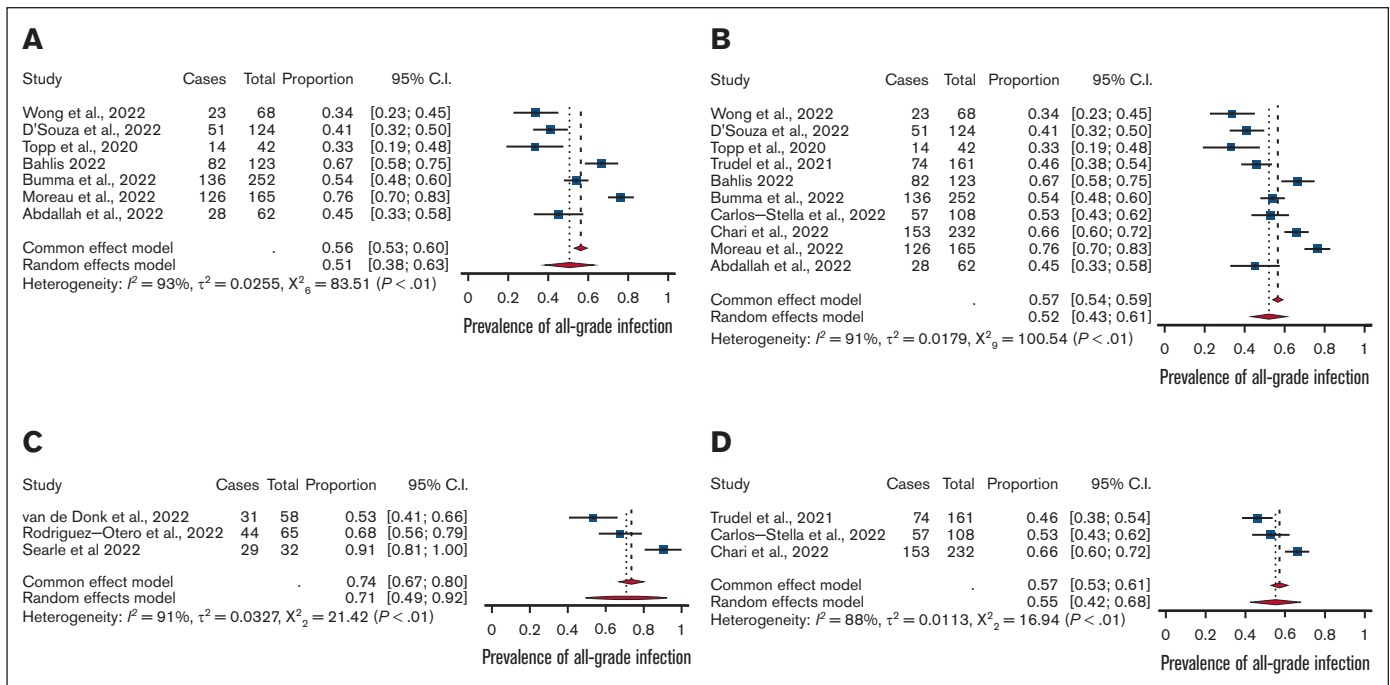 A
Study Cases Total Proportion 95% C.I.
Wong et al., 2022 23 68 0.34 [0.23; 0.45]
D'Souza et al., 2022 51 124 0.41 [0.32; 0.50]
Topp et al., 2020 14 42 0.33 [0.19; 0.48]
Bahlis 2022 82 123 0.67 [0.58; 0.75]
Bumma et al., 2022 136 252 0.54 [0.48; 0.60]
Moreau et al., 2022 126 165 0.76 [0.70; 0.83]
Abdallah et al., 2022 28 62 0.45 [0.33; 0.58]
Common effect model . 0.56 [0.53; 0.60]
Random effects model 0.51 [0.38; 0.63]
Heterogeneity: I² = 93%, τ² = 0.0255, X²₆ = 83.51 (P < .01)
0 0.2 0.4 0.6 0.8 1
Prevalence of all-grade infection
B
Study Cases Total Proportion 95% C.I.
Wong et al., 2022 23 68 0.34 [0.23; 0.45]
D'Souza et al., 2022 51 124 0.41 [0.32; 0.50]
Topp et al., 2020 14 42 0.33 [0.19; 0.48]
Trudel et al., 2021 74 161 0.46 [0.38; 0.54]
Bahlis 2022 82 123 0.67 [0.58; 0.75]
Bumma et al., 2022 136 252 0.54 [0.48; 0.60]
Carlos–Stella et al., 2022 57 108 0.53 [0.43; 0.62]
Chari et al., 2022 153 232 0.66 [0.60; 0.72]
Moreau et al., 2022 126 165 0.76 [0.70; 0.83]
Abdallah et al., 2022 28 62 0.45 [0.33; 0.58]
Common effect model . 0.57 [0.54; 0.59]
Random effects model 0.52 [0.43; 0.61]
Heterogeneity: I² = 91%, τ² = 0.0179, X²₉ = 100.54 (P < .01)
0 0.2 0.4 0.6 0.8 1
Prevalence of all-grade infection
C
Study Cases Total Proportion 95% C.I.
van de Donk et al., 2022 31 58 0.53 [0.41; 0.66]
Rodriguez–Otero et al., 2022 44 65 0.68 [0.56; 0.79]
Searle et al 2022 29 32 0.91 [0.81; 1.00]
Common effect model . 0.74 [0.67; 0.80]
Random effects model 0.71 [0.49; 0.92]
Heterogeneity: I² = 91%, τ² = 0.0327, X²₂ = 21.42 (P < .01)
0 0.2 0.4 0.6 0.8 1
Prevalence of all-grade infection
D
Study Cases Total Proportion 95% C.I.
Trudel et al., 2021 74 161 0.46 [0.38; 0.54]
Carlos–Stella et al., 2022 57 108 0.53 [0.43; 0.62]
Chari et al., 2022 153 232 0.66 [0.60; 0.72]
Common effect model . 0.57 [0.53; 0.61]
Random effects model 0.55 [0.42; 0.68]
Heterogeneity: I² = 88%, τ² = 0.0113, X²₂ = 16.94 (P < .01)
0 0.2 0.4 0.6 0.8 1
Prevalence of all-grade infection